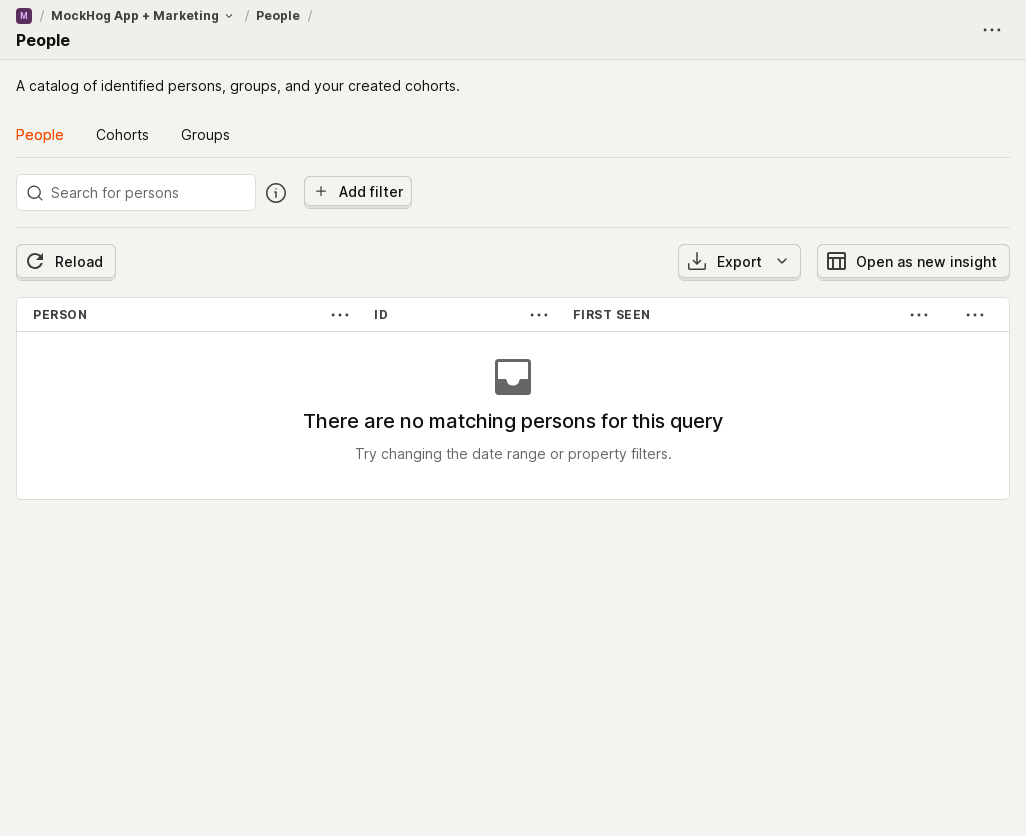 M / MockHog App + Marketing / People /
People
A catalog of identified persons, groups, and your created cohorts.
People Cohorts Groups
Search for persons Add filter
Reload Export Open as new insight
PERSON ID FIRST SEEN
There are no matching persons for this query
Try changing the date range or property filters.